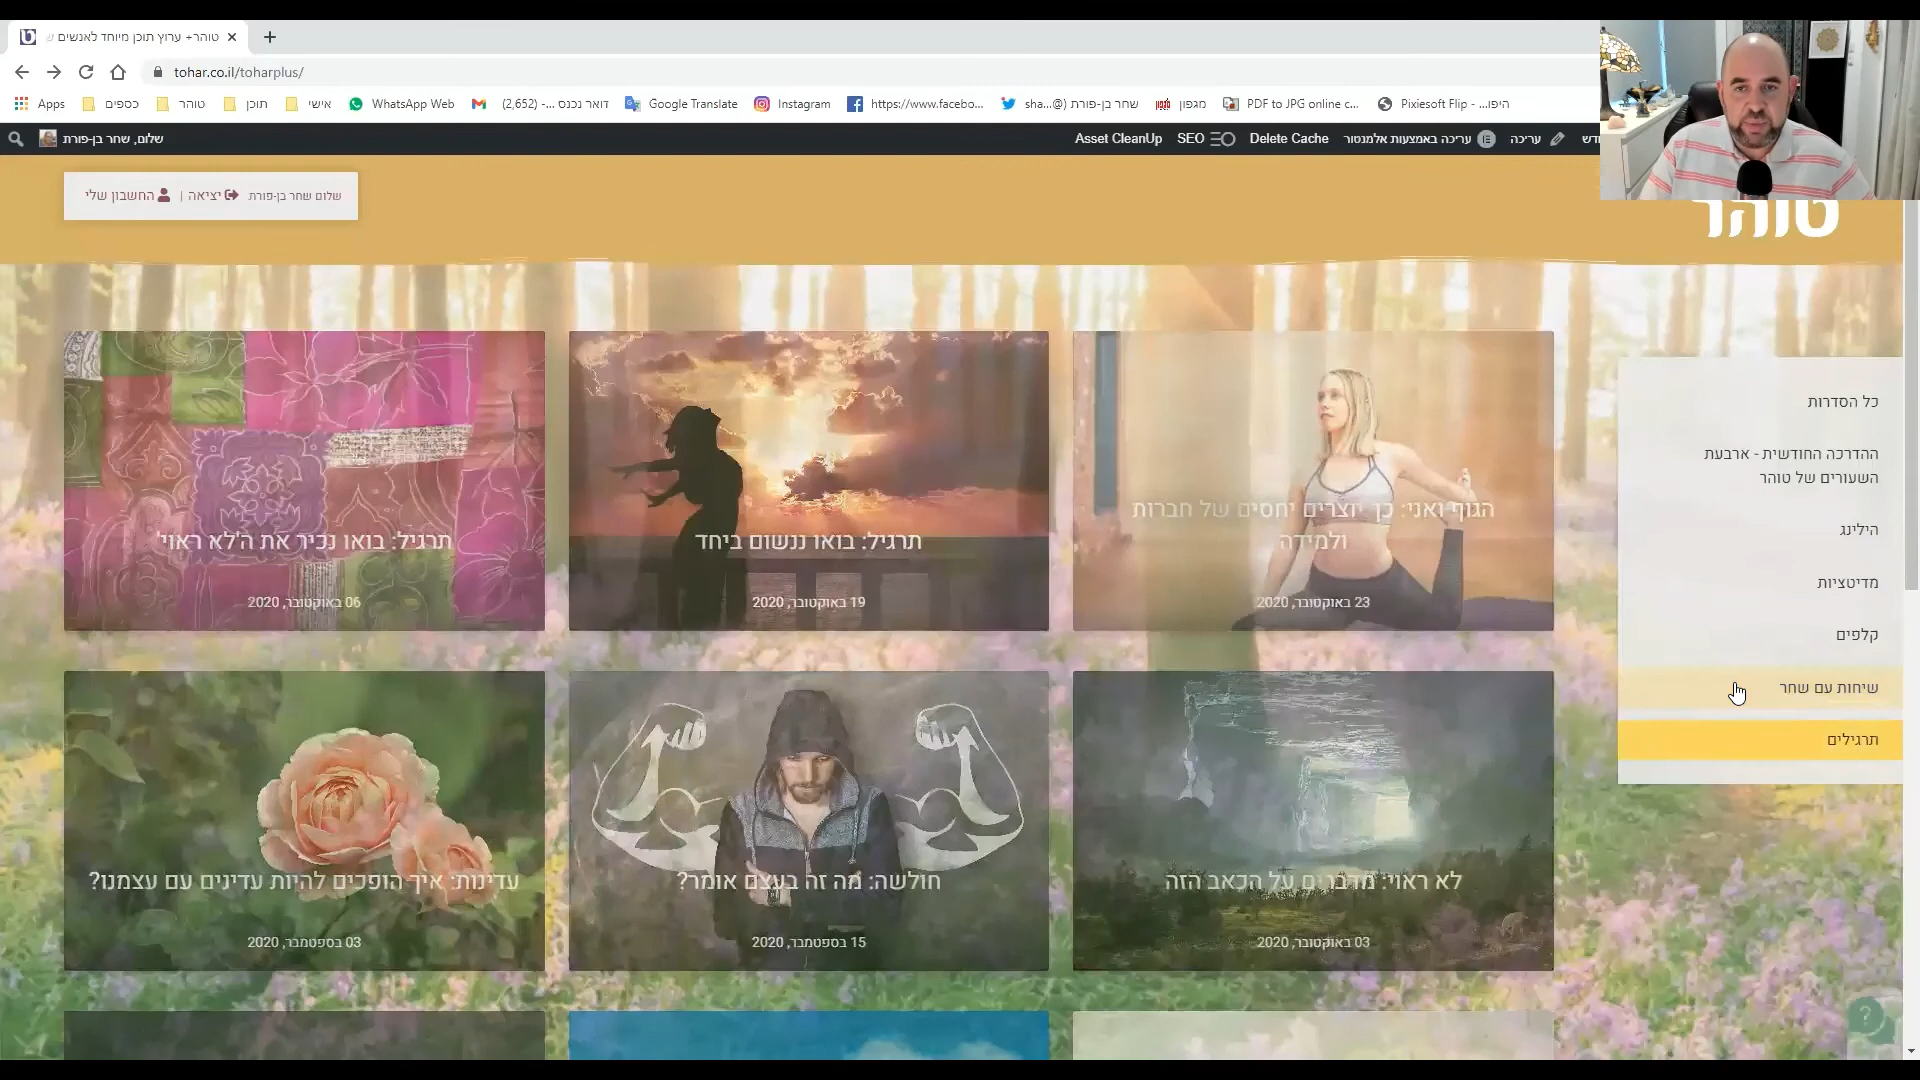 טוהר+ ערוץ תוכן מיוחד לאנשים ש
tohar.co.il/toharplus/
Apps
כספים
טוהר
תוכן
אישי
WhatsApp Web
דואר נכנס -... (2,652)
Google Translate
Instagram
https://www.facebo...
שחר בן-פורת (@sha...
מגפון
PDF to JPG online c...
Pixiesoft Flip - ...היפו
שלום, שחר בן-פורת
Asset CleanUp
SEO
Delete Cache
עריכה באמצעות אלמנטור
עריכה
שלום שחר בן-פורת יציאה | החשבון שלי
טוהר
כל הסדרות
ההדרכה החודשית - ארבעת
השעורים של טוהר
הילינג
מדיטציות
קלפים
שיחות עם שחר
תרגילים
הגוף ואני: כך יוצרים יחסים של חברות
ולמידה
23 באוקטובר, 2020
תרגיל: בואו ננשום ביחד
19 באוקטובר, 2020
תרגיל: בואו נכיר את ה'לא ראוי'
06 באוקטובר, 2020
לא ראוי: מדברים על הכאב הזה
03 באוקטובר, 2020
חולשה: מה זה בעצם אומר?
15 בספטמבר, 2020
עדינות: איך הופכים להיות עדינים עם עצמנו?
03 בספטמבר, 2020
?